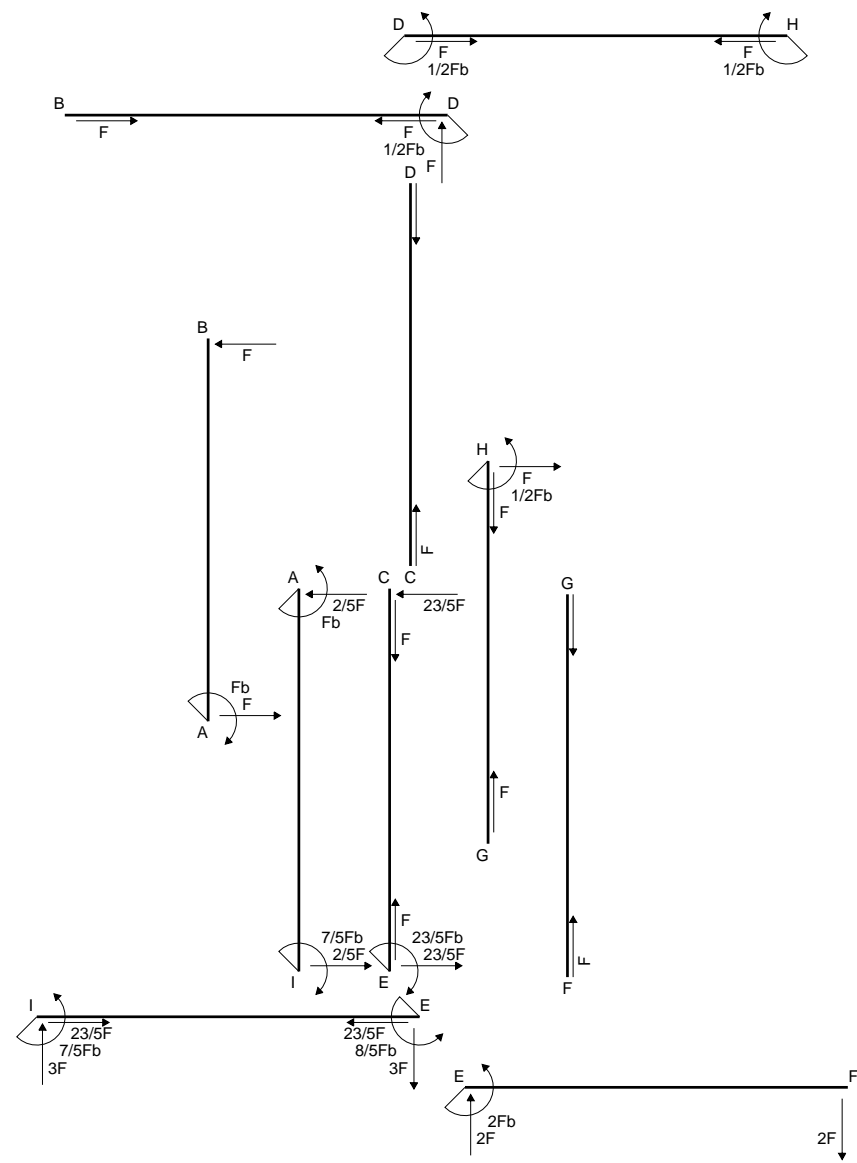 D H
F F
1/2Fb 1/2Fb
B D
F F
1/2Fb
F
D
B
F
H
F
1/2Fb
F
F
A C C G
2/5F 23/5F
Fb
F
Fb
F
A
F
G
F
7/5Fb 23/5Fb
2/5F 23/5F
F
I E F
I E
23/5F 23/5F
7/5Fb 8/5Fb
3F 3F
E F
2Fb
2F 2F